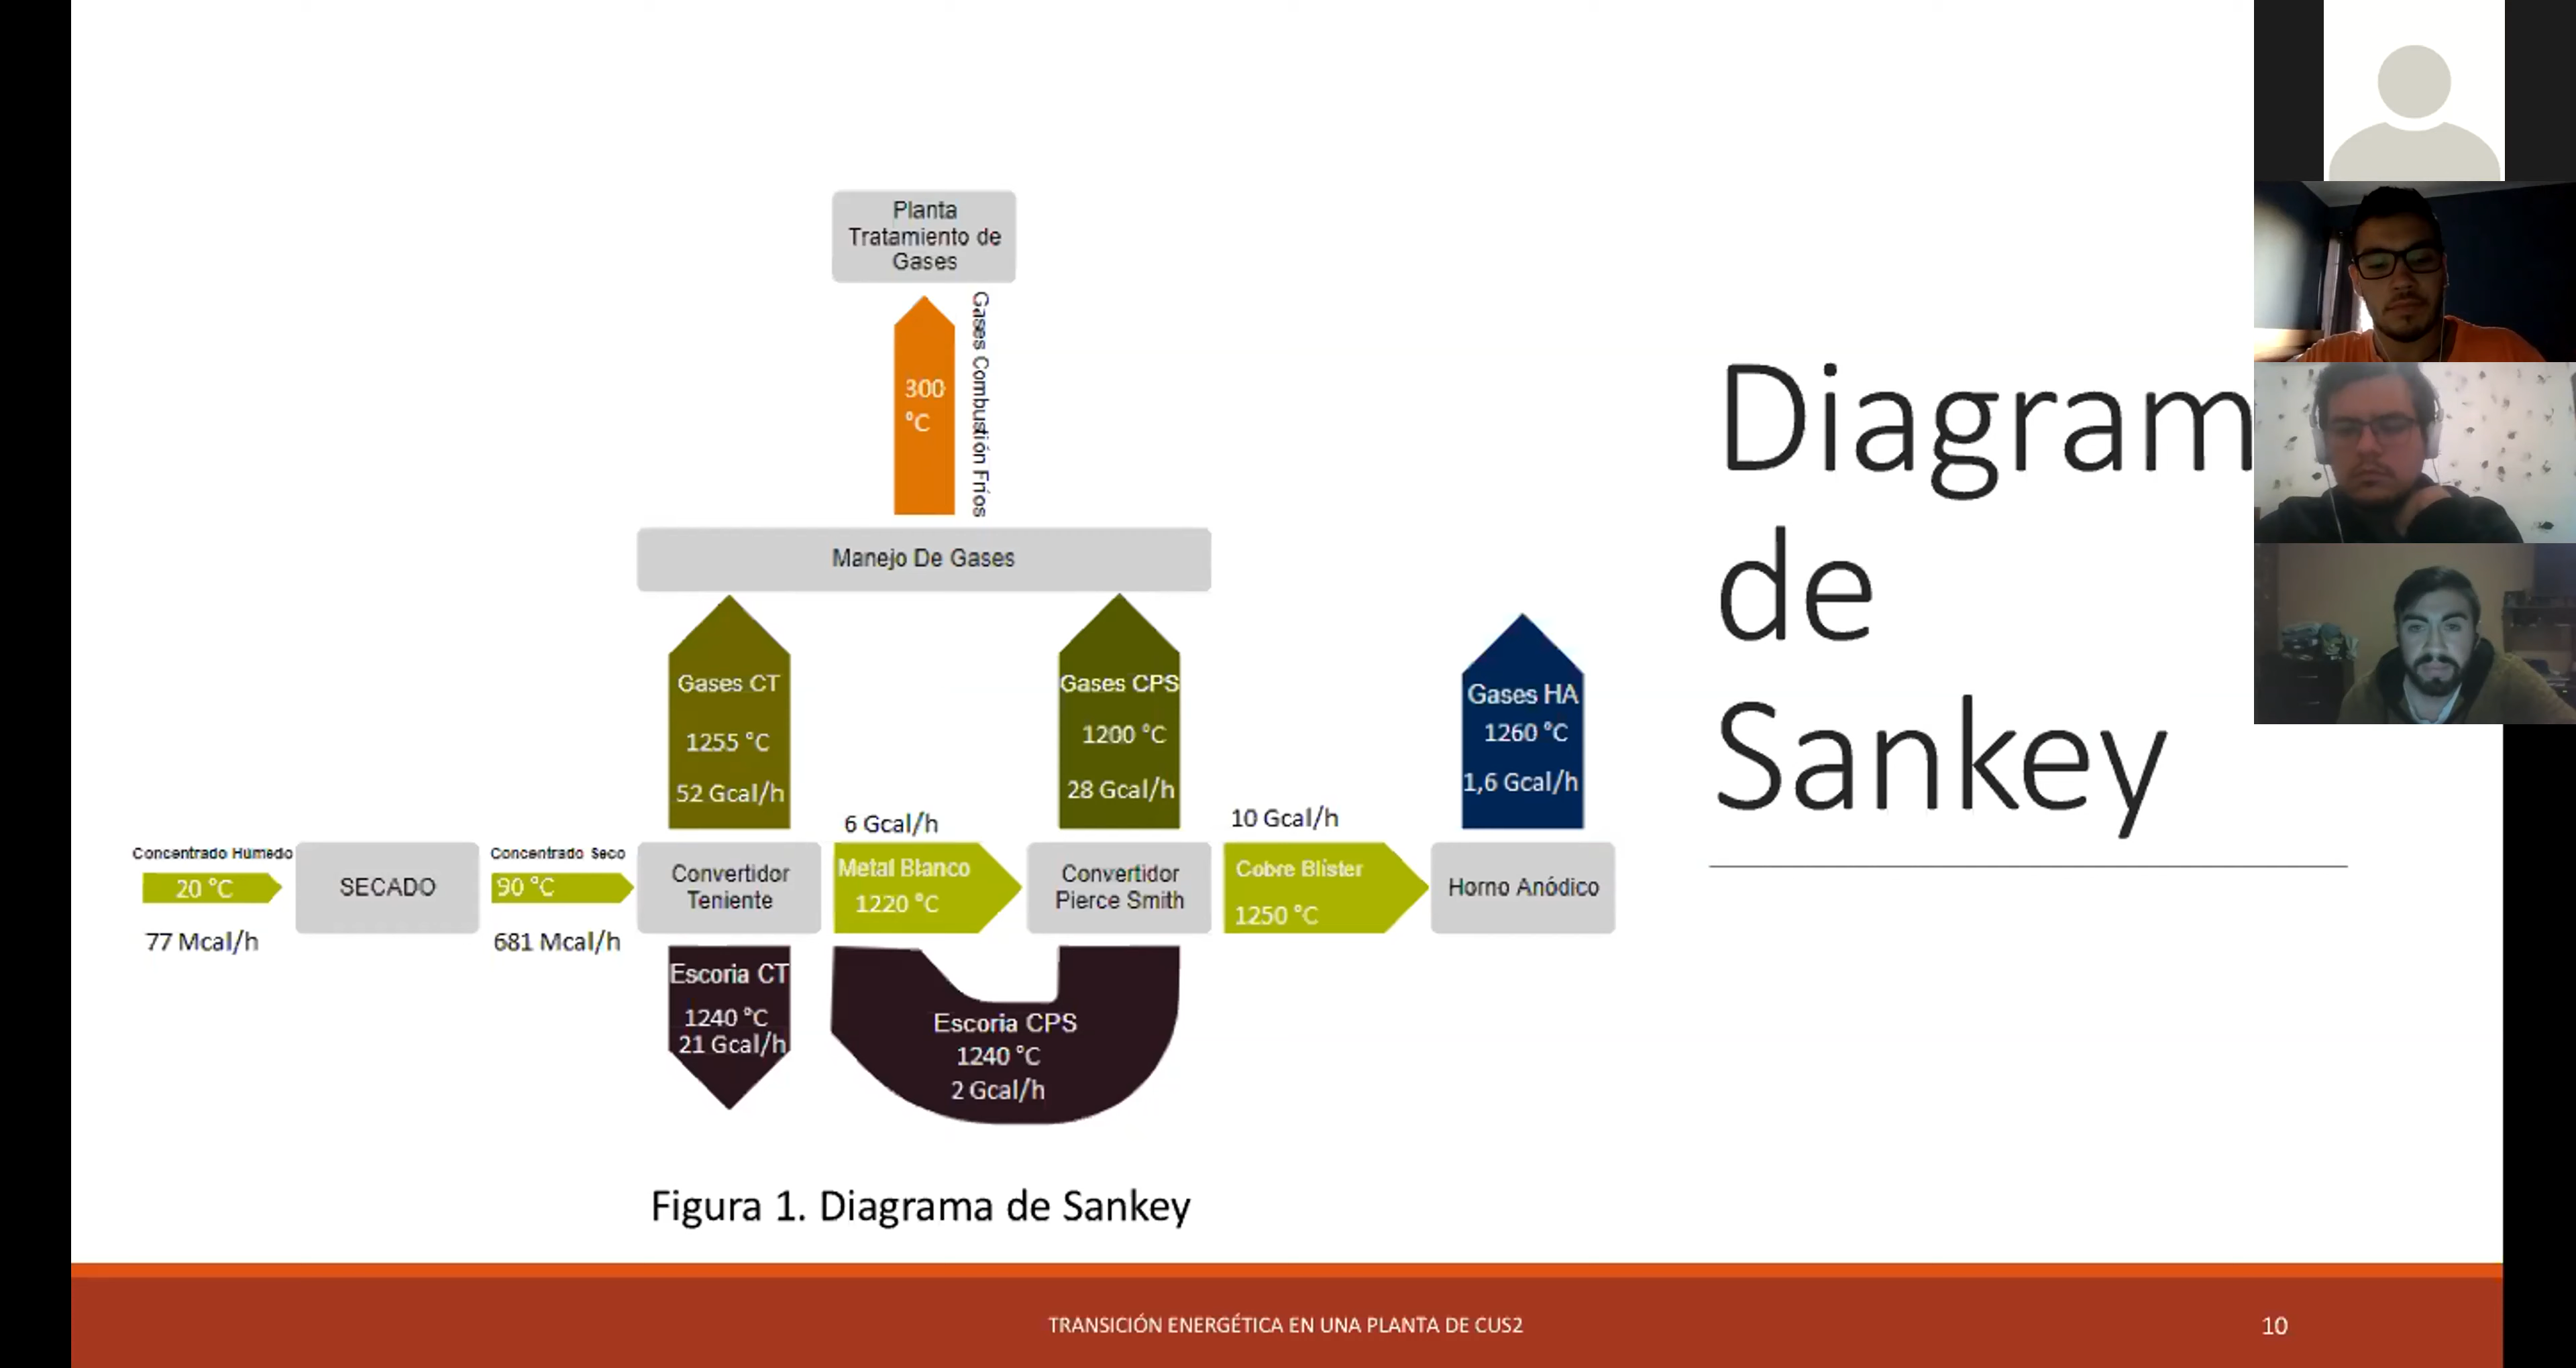 Planta
Tratamiento de
Gases
300
°C
Gases Combustión Fríos
Manejo De Gases
Gases CT
1255 °C
52 Gcal/h
Gases CPS
1200 °C
28 Gcal/h
Gases HA
1260 °C
1,6 Gcal/h
Concentrado Húmedo
20 °C
77 Mcal/h
SECADO
Concentrado Seco
90 °C
681 Mcal/h
Convertidor
Teniente
6 Gcal/h
Metal Blanco
1220 °C
Convertidor
Pierce Smith
10 Gcal/h
Cobre Blíster
1250 °C
Horno Anódico
Escoria CT
1240 °C
21 Gcal/h
Escoria CPS
1240 °C
2 Gcal/h
Figura 1. Diagrama de Sankey
Diagram
de
Sankey
TRANSICIÓN ENERGÉTICA EN UNA PLANTA DE CUS2
10